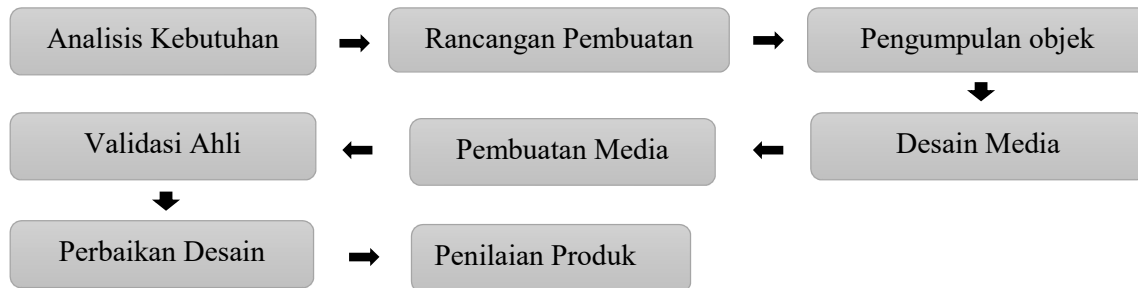 Analisis Kebutuhan
Rancangan Pembuatan
Pengumpulan objek
Desain Media
Pembuatan Media
Validasi Ahli
Perbaikan Desain
Penilaian Produk